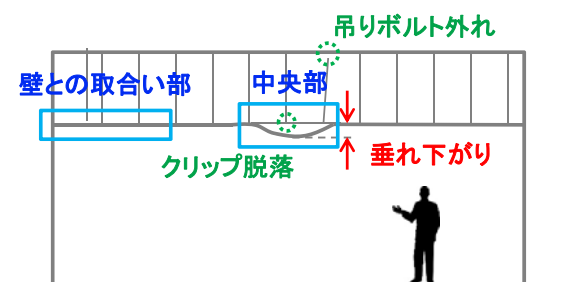 吊りボルト外れ
壁との取合い部
中央部
垂れ下がり
クリップ脱落